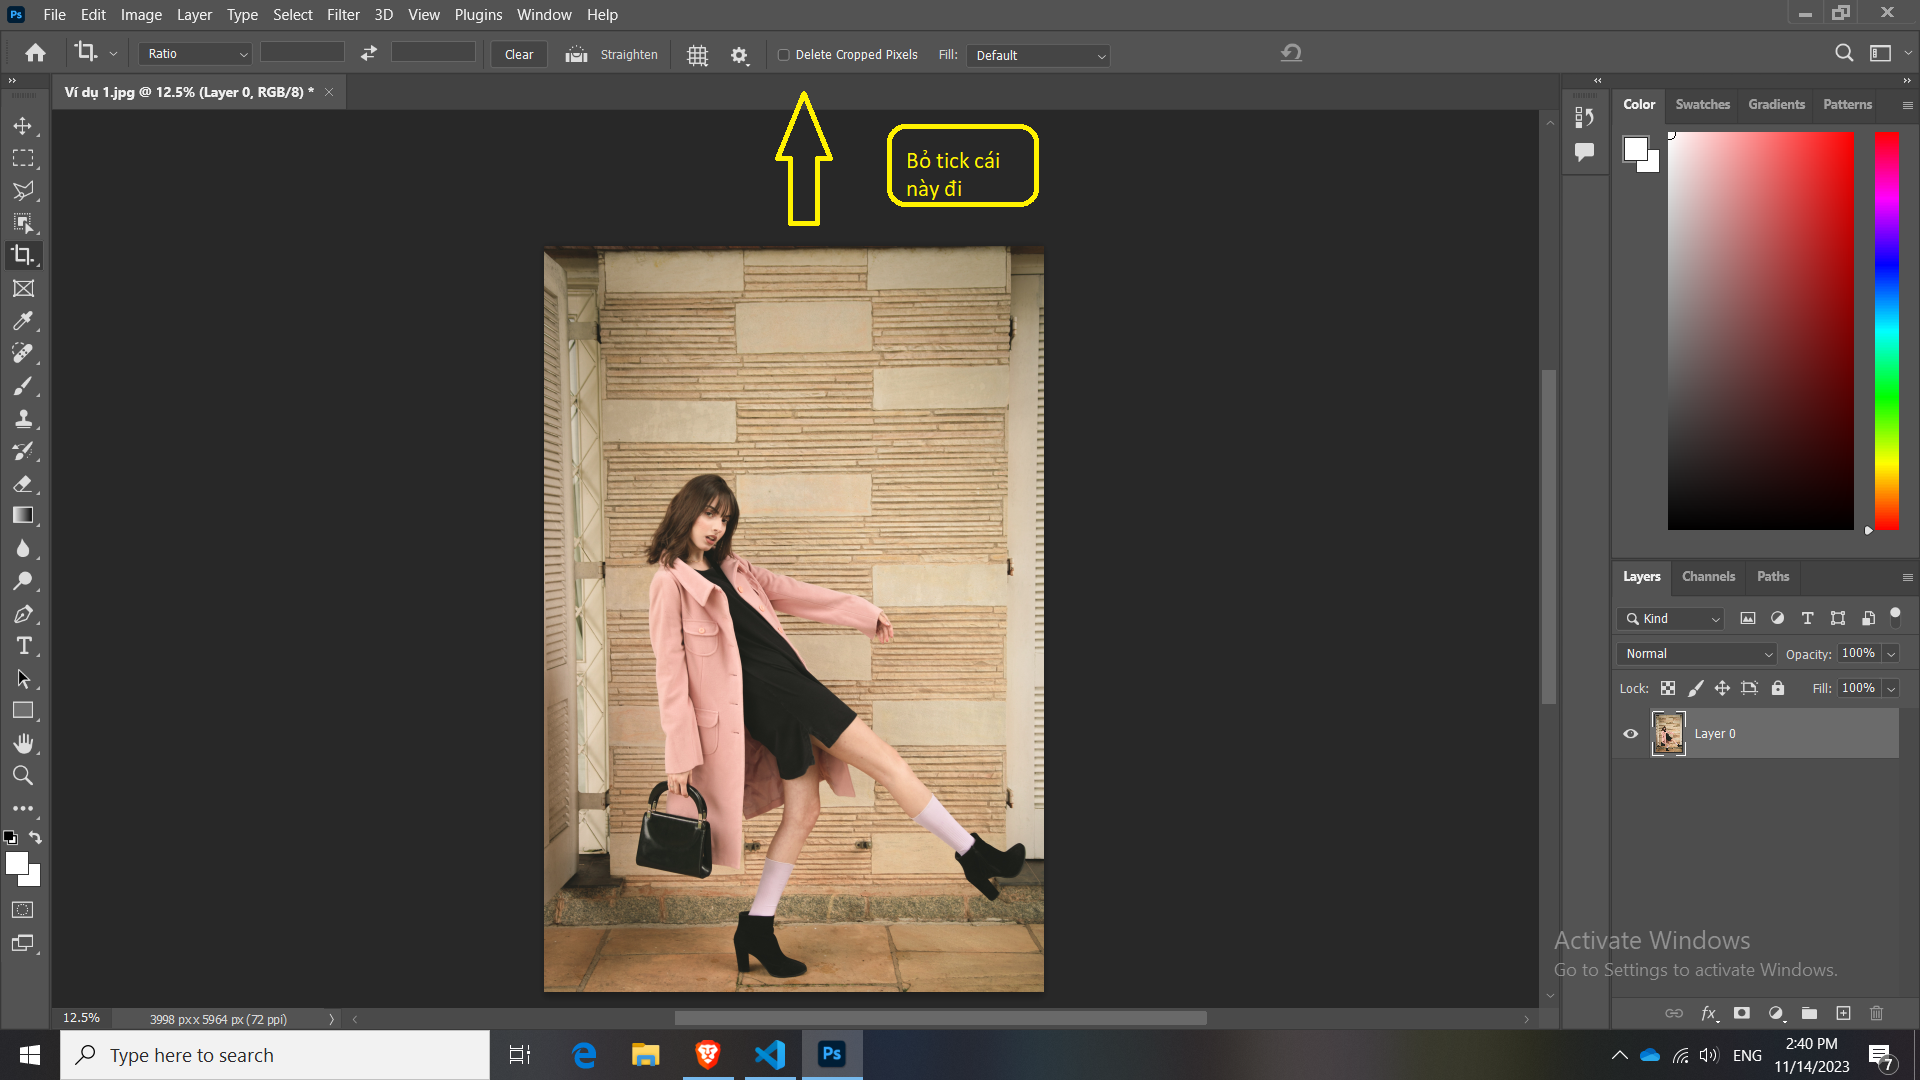 Ps File Edit Image Layer Type Select Filter 3D View Plugins Window Help
Ratio Clear Straighten Delete Cropped Pixels Fill: Default
Ví dụ 1.jpg @ 12.5% (Layer 0, RGB/8) *
Color Swatches Gradients Patterns
Bỏ tick cái
này đi
Layers Channels Paths
Kind
Normal Opacity: 100%
Lock: Fill: 100%
Layer 0
Activate Windows
Go to Settings to activate Windows.
12.5% 3998 px x 5964 px (72 ppi)
fx
Type here to search
Ps
ENG
2:40 PM
11/14/2023
7